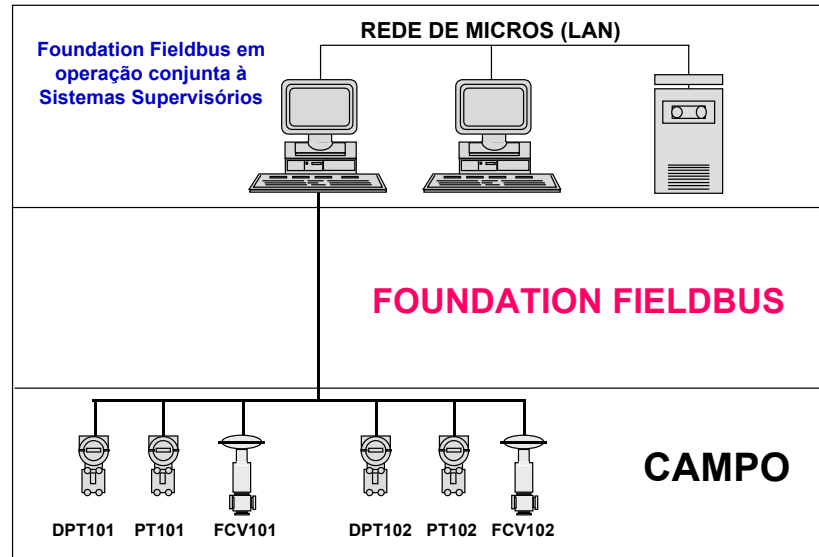 REDE DE MICROS (LAN)
Foundation Fieldbus em
operação conjunta à
Sistemas Supervisórios
FOUNDATION FIELDBUS
CAMPO
DPT101 PT101 FCV101 DPT102 PT102 FCV102